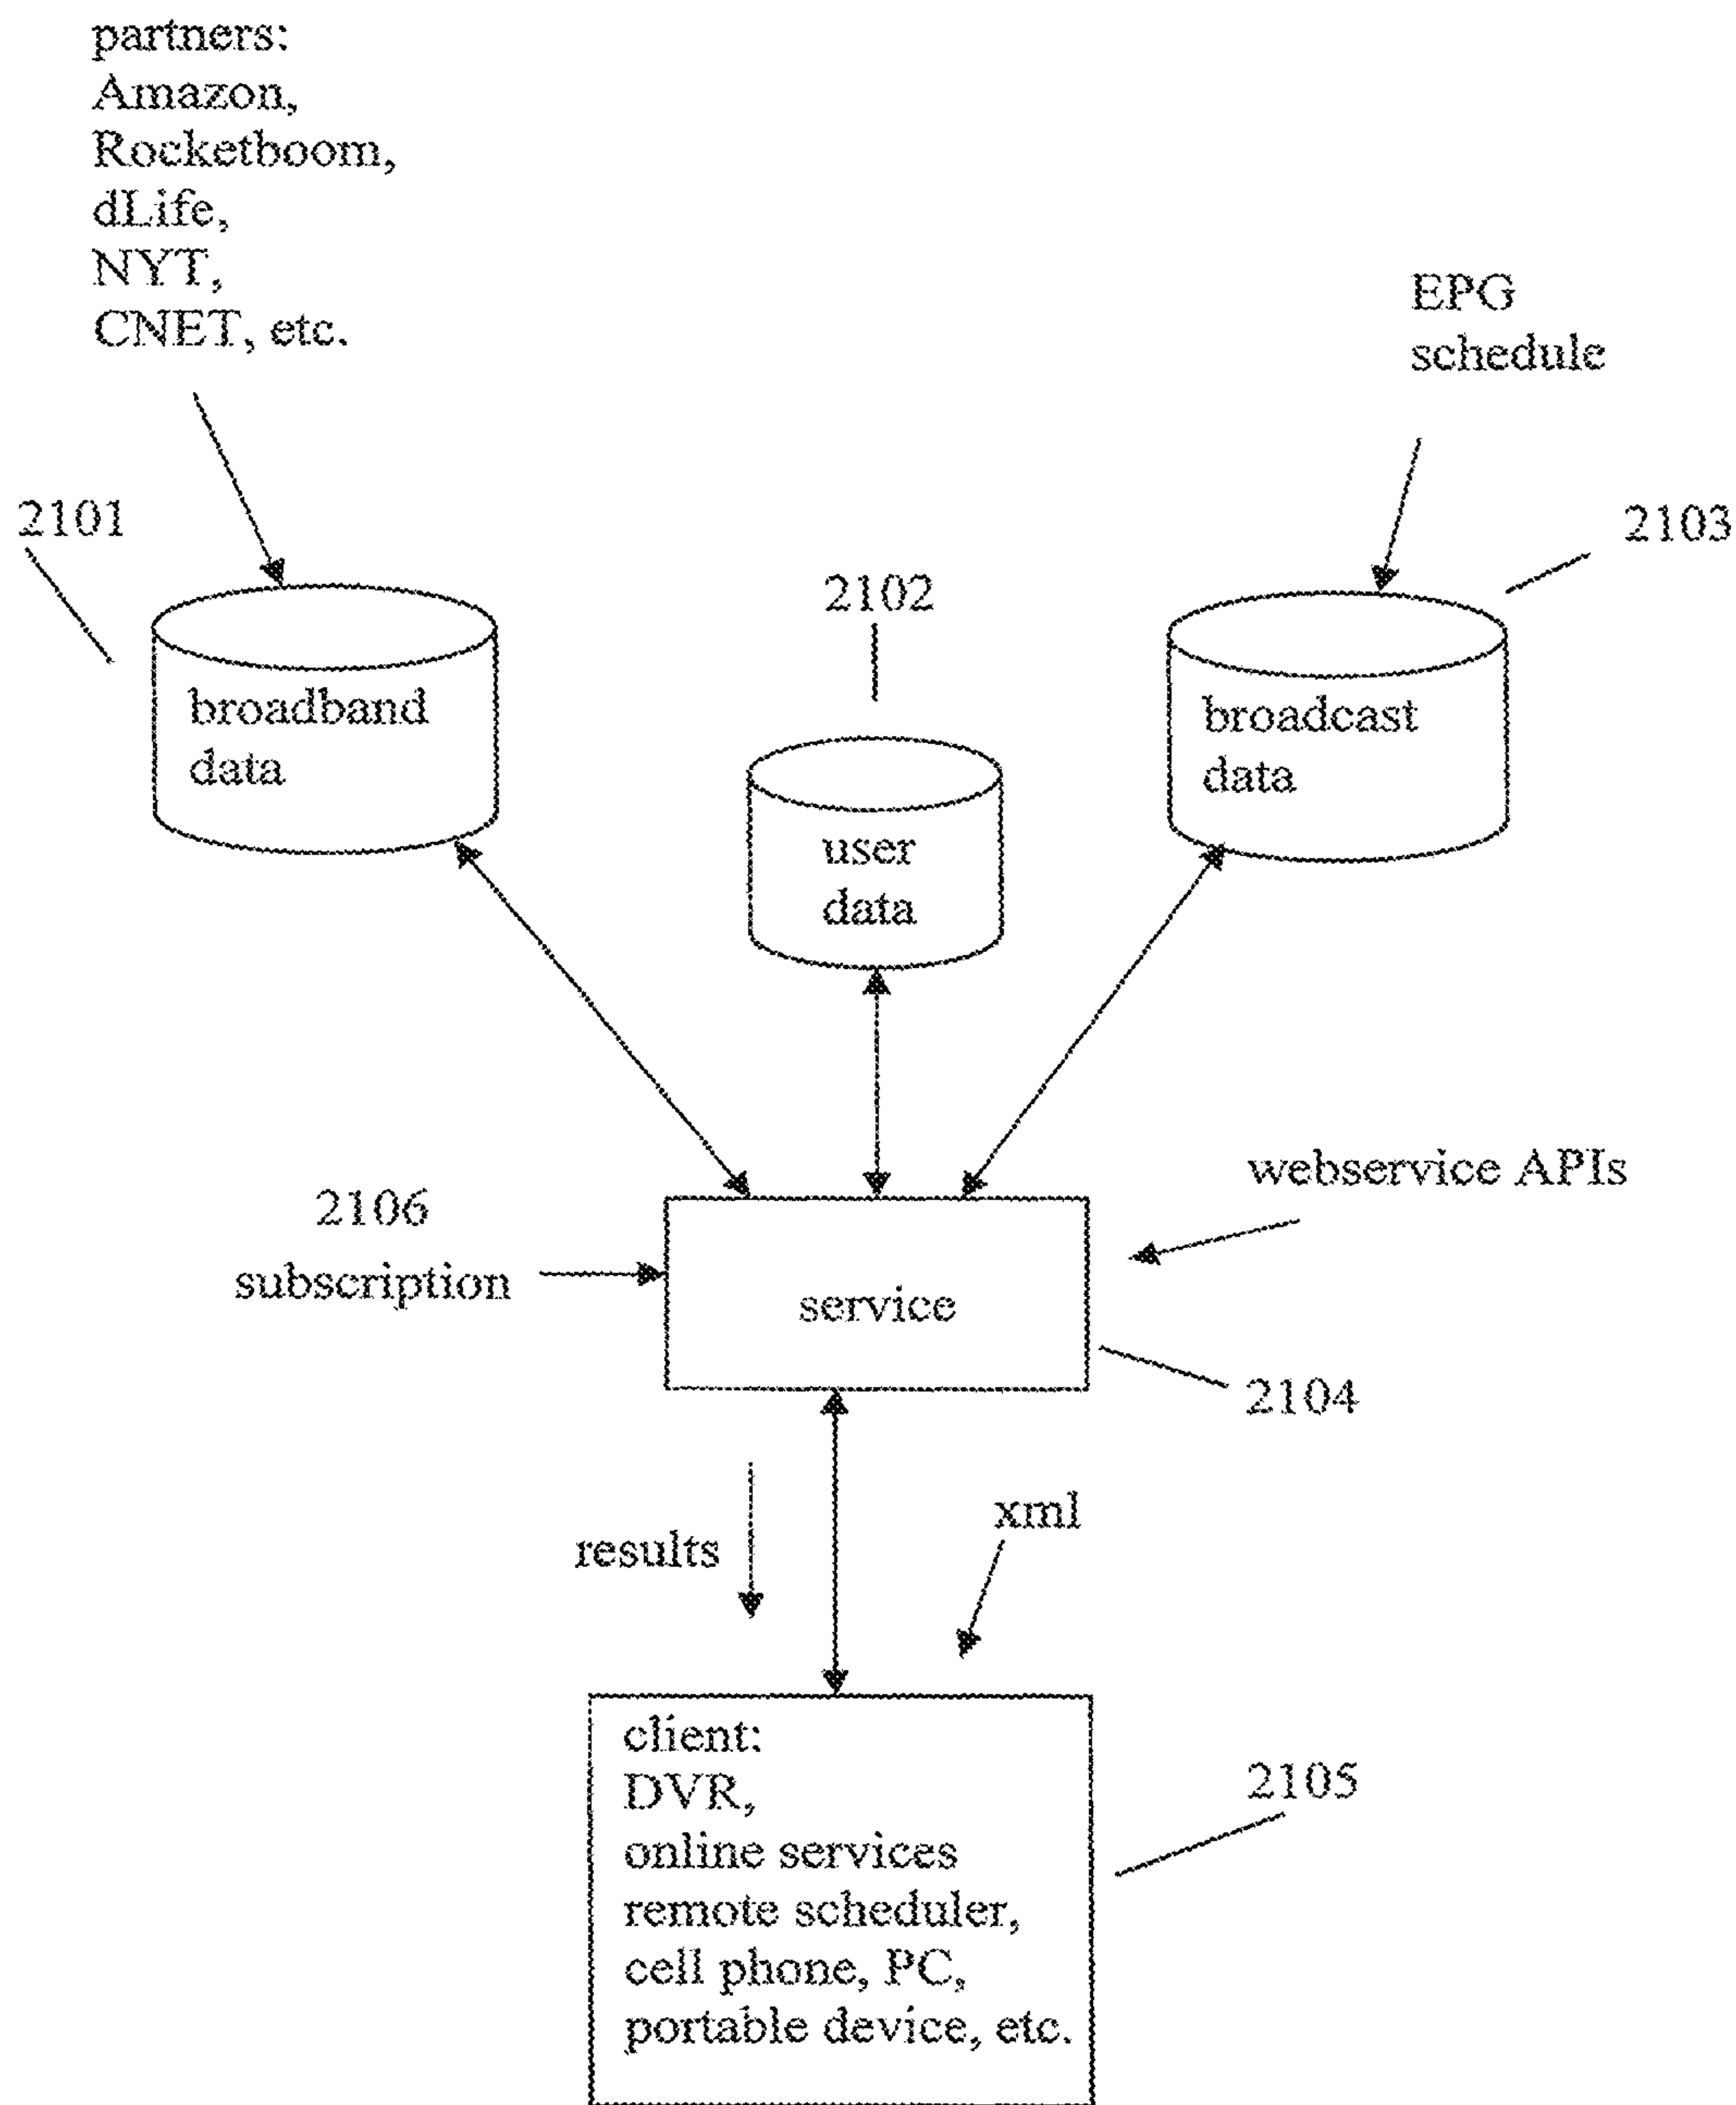 partners:
Amazon,
Rocketboom,
dLife,
NYT,
CNET, etc.
EPG
schedule
2101
2102
2103
broadband
data
user
data
broadcast
data
2106
subscription
service
webservice APIs
2104
results
xml
client:
DVR,
online services
remote scheduler,
cell phone, PC,
portable device, etc.
2105